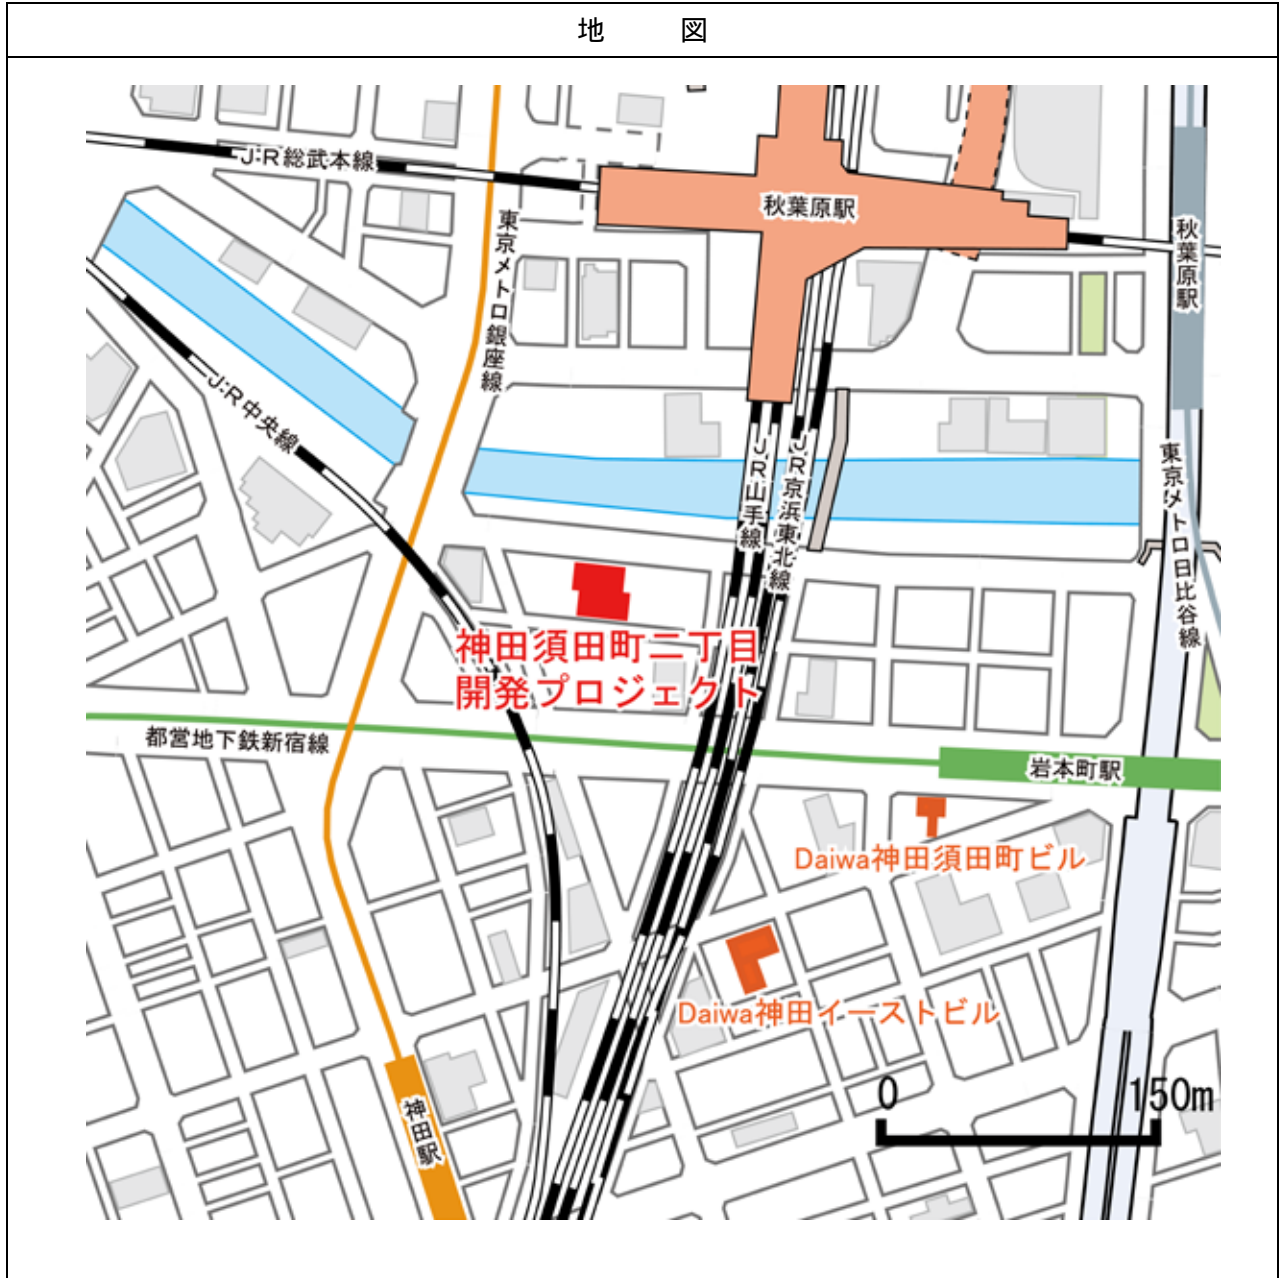 地 図
JR総武本線
秋葉原駅
東京メトロ銀座線
秋葉原駅
JR中央線
JR山手線
JR京浜東北線
東京メトロ日比谷線
神田須田町二丁目
開発プロジェクト
都営地下鉄新宿線
岩本町駅
Daiwa神田須田町ビル
Daiwa神田イーストビル
0 150m
神田駅